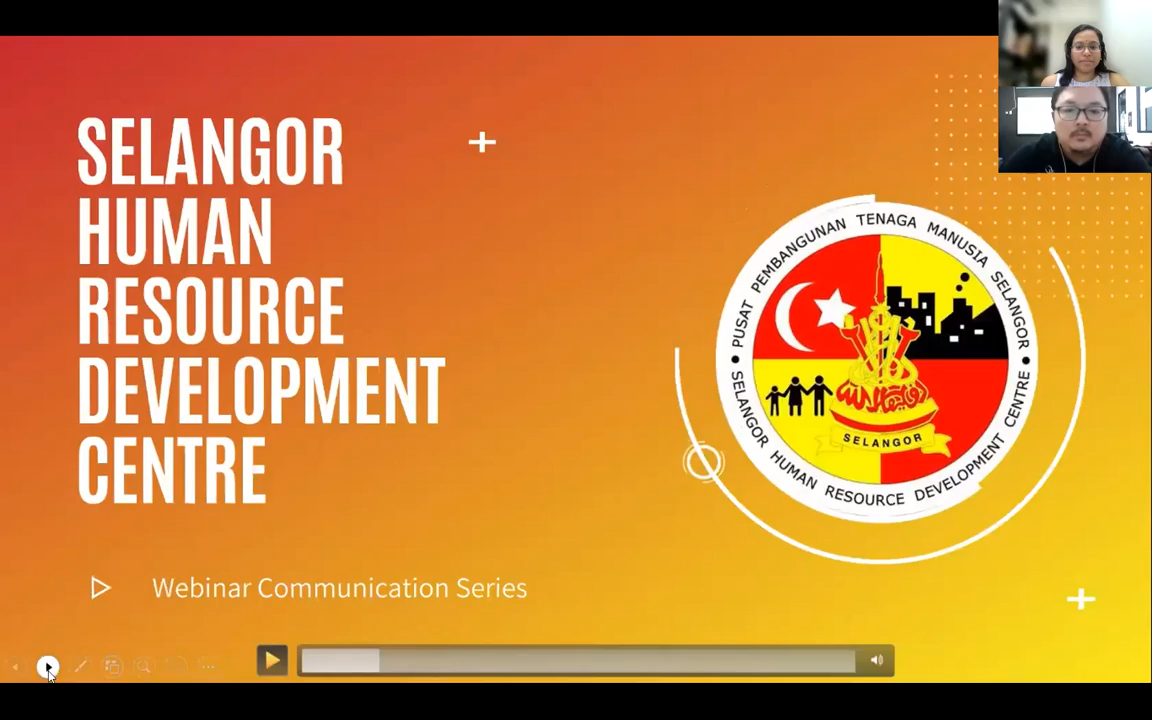 SELANGOR
HUMAN
RESOURCE
DEVELOPMENT
CENTRE
Webinar Communication Series
PUSAT PEMBANGUNAN TENAGA MANUSIA SELANGOR
SELANGOR HUMAN RESOURCE DEVELOPMENT CENTRE
SELANGOR